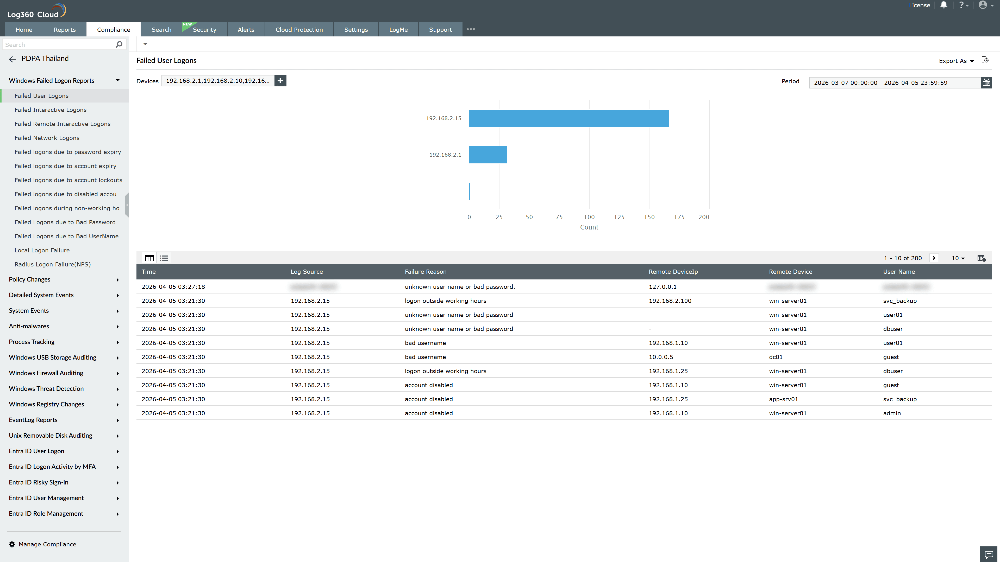 License
?
Log360 Cloud
Home
Reports
Compliance
Search
NEW
Security
Alerts
Cloud Protection
Settings
LogMe
Support
Search
PDPA Thailand
Windows Failed Logon Reports
Failed User Logons
Failed Interactive Logons
Failed Remote Interactive Logons
Failed Network Logons
Failed logons due to password expiry
Failed logons due to account expiry
Failed logons due to account lockouts
Failed logons due to disabled accou...
Failed logons during non-working ho...
Failed Logons due to Bad Password
Failed Logons due to Bad UserName
Local Logon Failure
Radius Logon Failure(NPS)
Policy Changes
Detailed System Events
System Events
Anti-malwares
Process Tracking
Windows USB Storage Auditing
Windows Firewall Auditing
Windows Threat Detection
Windows Registry Changes
EventLog Reports
Unix Removable Disk Auditing
Entra ID User Logon
Entra ID Logon Activity by MFA
Entra ID Risky Sign-in
Entra ID User Management
Entra ID Role Management
Manage Compliance
Failed User Logons
Export As
Devices 192.168.2.1,192.168.2.10,192.16... +
Period 2026-03-07 00:00:00 - 2026-04-05 23:59:59
192.168.2.15
192.168.2.1
0 25 50 75 100 125 150 175 200
Count
1 - 10 of 200 10
Time Log Source Failure Reason Remote DeviceIp Remote Device User Name
2026-04-05 03:27:18 unknown user name or bad password. 127.0.0.1
2026-04-05 03:21:30 192.168.2.15 logon outside working hours 192.168.2.100 win-server01 svc_backup
2026-04-05 03:21:30 192.168.2.15 unknown user name or bad password - win-server01 user01
2026-04-05 03:21:30 192.168.2.15 unknown user name or bad password - win-server01 dbuser
2026-04-05 03:21:30 192.168.2.15 bad username 192.168.1.10 win-server01 user01
2026-04-05 03:21:30 192.168.2.15 bad username 10.0.0.5 dc01 guest
2026-04-05 03:21:30 192.168.2.15 logon outside working hours 192.168.1.25 win-server01 dbuser
2026-04-05 03:21:30 192.168.2.15 account disabled 192.168.1.10 win-server01 guest
2026-04-05 03:21:30 192.168.2.15 account disabled 192.168.1.25 app-srv01 svc_backup
2026-04-05 03:21:30 192.168.2.15 account disabled 192.168.1.10 win-server01 admin